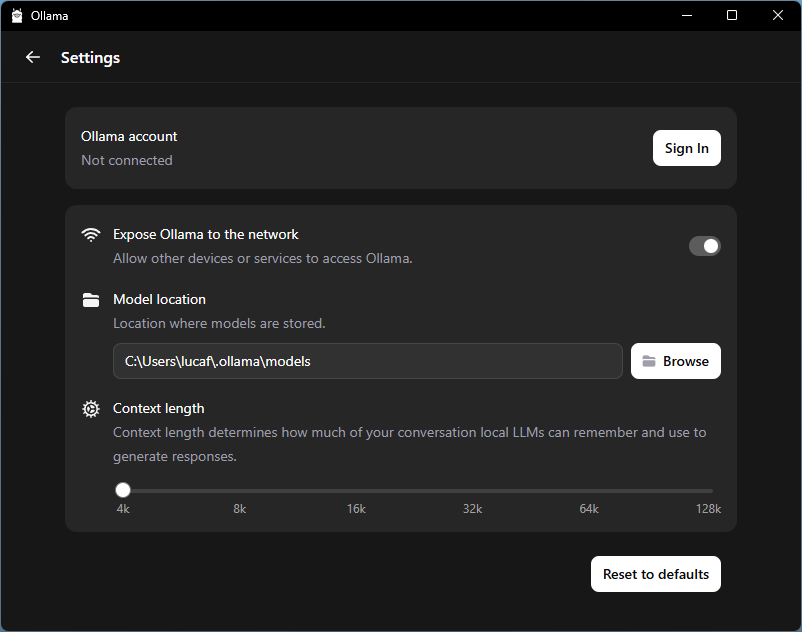 Ollama
Settings
Ollama account
Not connected
Sign In
Expose Ollama to the network
Allow other devices or services to access Ollama.
Model location
Location where models are stored.
C:\Users\lucaf\.ollama\models
Browse
Context length
Context length determines how much of your conversation local LLMs can remember and use to
generate responses.
4k 8k 16k 32k 64k 128k
Reset to defaults